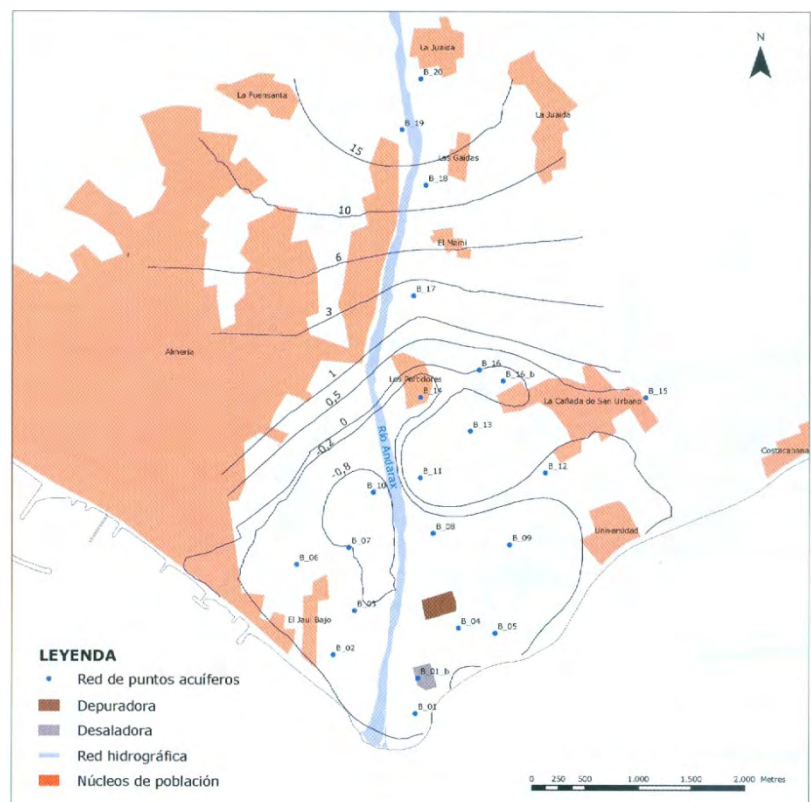 N
La Juaida
B_20
La Fuensanta
La Juaida
B_19
15
Las Gaidas
B_18
10
El Mami
6
B_17
3
Almería
1
B_16
0,5
Los Partidores
B_16_b
B_14
La Cañada de San Urbano
B_15
0
-0,2
B_13
Río Andarax
Costacabana
-0,8
B_11
B_12
B_10
B_08
Universidad
B_07
B_09
B_06
B_03
El Jaul Bajo
B_04
B_05
B_02
B_01_b
B_01
LEYENDA
Red de puntos acuíferos
Depuradora
Desaladora
Red hidrográfica
Núcleos de población
0 250 500 1.000 1.500 2.000 Metres